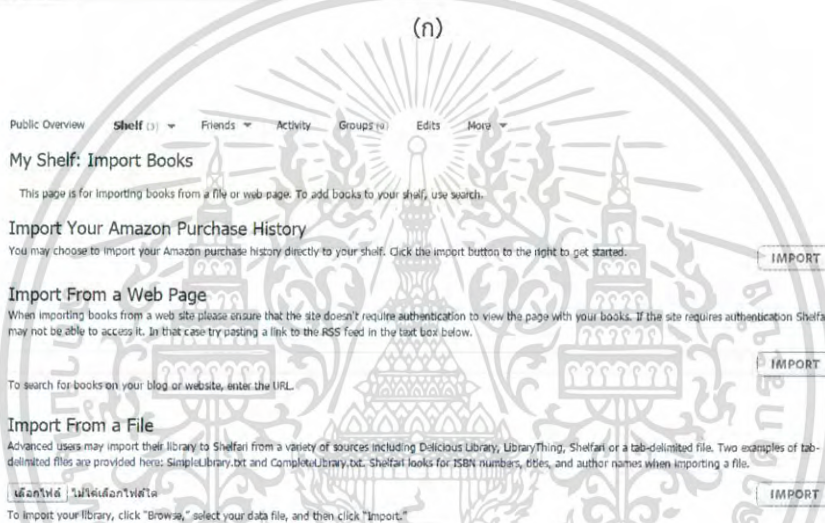 (ก)
Public Overview Shelf (3) Friends Activity Groups Edits More
My Shelf: Import Books
This page is for importing books from a file or web page. To add books to your shelf, use search.
Import Your Amazon Purchase History
You may choose to import your Amazon purchase history directly to your shelf. Click the import button to the right to get started.
IMPORT
Import From a Web Page
When importing books from a web site please ensure that the site doesn't require authentication to view the page with your books. If the site requires authentication Shelfa
may not be able to access it. In that case try pasting a link to the RSS feed in the text box below.
IMPORT
To search for books on your blog or website, enter the URL.
Import From a File
Advanced users may import their library to Shelfari from a variety of sources including Delicious Library, LibraryThing, Shelfari or a tab-delimited file. Two examples of tab-
delimited files are provided here: SimpleLibrary.txt and CompleteLibrary.txt. Shelfari looks for ISBN numbers, titles, and author names when importing a file.
เลือกไฟล์ ไม่ได้เลือกไฟล์ใด
IMPORT
To import your library, click "Browse," select your data file, and then click "Import."